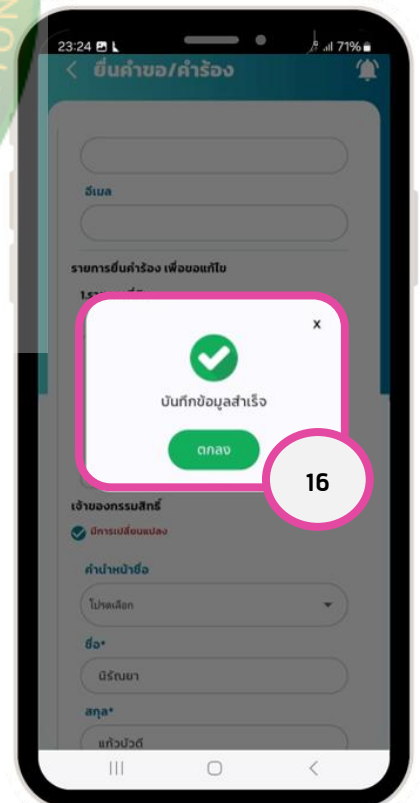 23:24
71%
ยื่นคำขอ/คำร้อง
อีเมล
รายการยื่นคำร้อง เพื่อขอแก้ไข
x
บันทึกข้อมูลสำเร็จ
ตกลง
16
เจ้าของกรรมสิทธิ์
มีการเปลี่ยนแปลง
คำนำหน้าชื่อ
โปรดเลือก
ชื่อ*
นิรัณยา
สกุล*
แก้วบัวดี